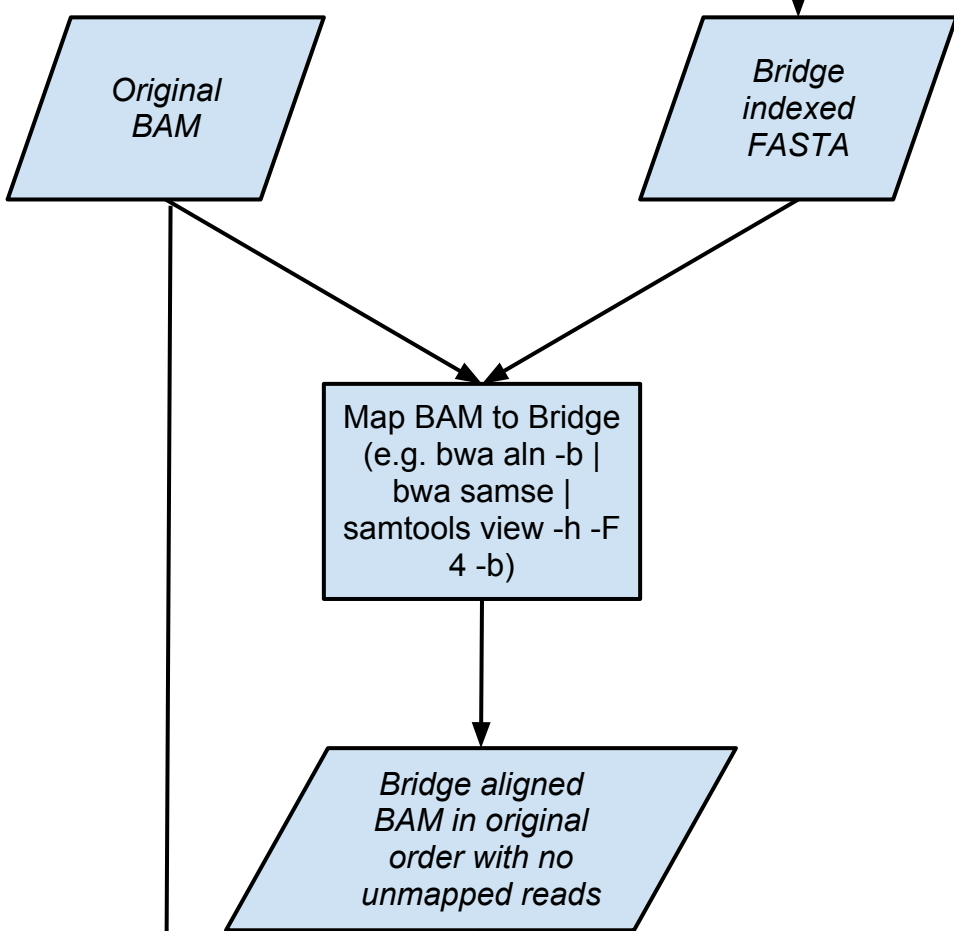 Original
BAM
Bridge
indexed
FASTA
Map BAM to Bridge
(e.g. bwa aln -b |
bwa samse |
samtools view -h -F
4 -b)
Bridge aligned
BAM in original
order with no
unmapped reads